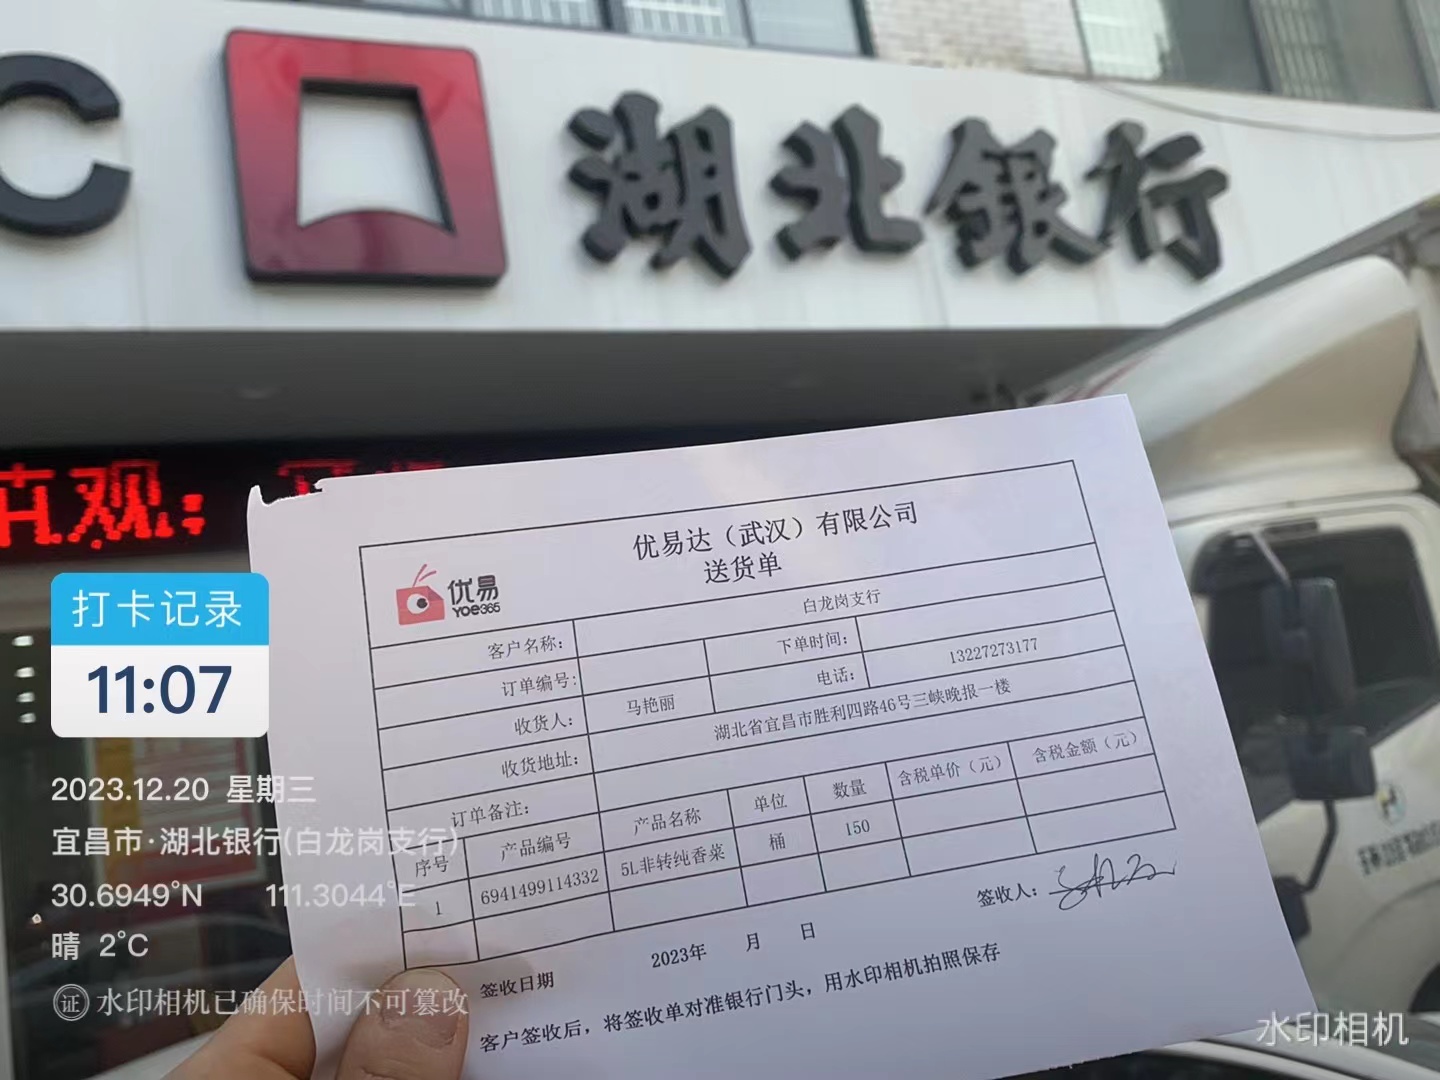 C 湖北银行
观:
优易
YOE365
优易达（武汉）有限公司
送货单
客户名称: 白龙岗支行
订单编号: 下单时间:
收货人: 马艳丽 电话: 13227273177
收货地址: 湖北省宜昌市胜利四路46号三峡晚报一楼
订单备注:
序号 产品编号 产品名称 单位 数量 含税单价（元） 含税金额（元）
1 6941499114332 5L非转纯香菜 桶 150
签收人:
签收日期 2023年 月 日
客户签收后，将签收单对准银行门头，用水印相机拍照保存
打卡记录
11:07
2023.12.20 星期三
宜昌市·湖北银行(白龙岗支行)
30.6949°N 111.3044°E
晴 2°C
证 水印相机已确保时间不可篡改
水印相机